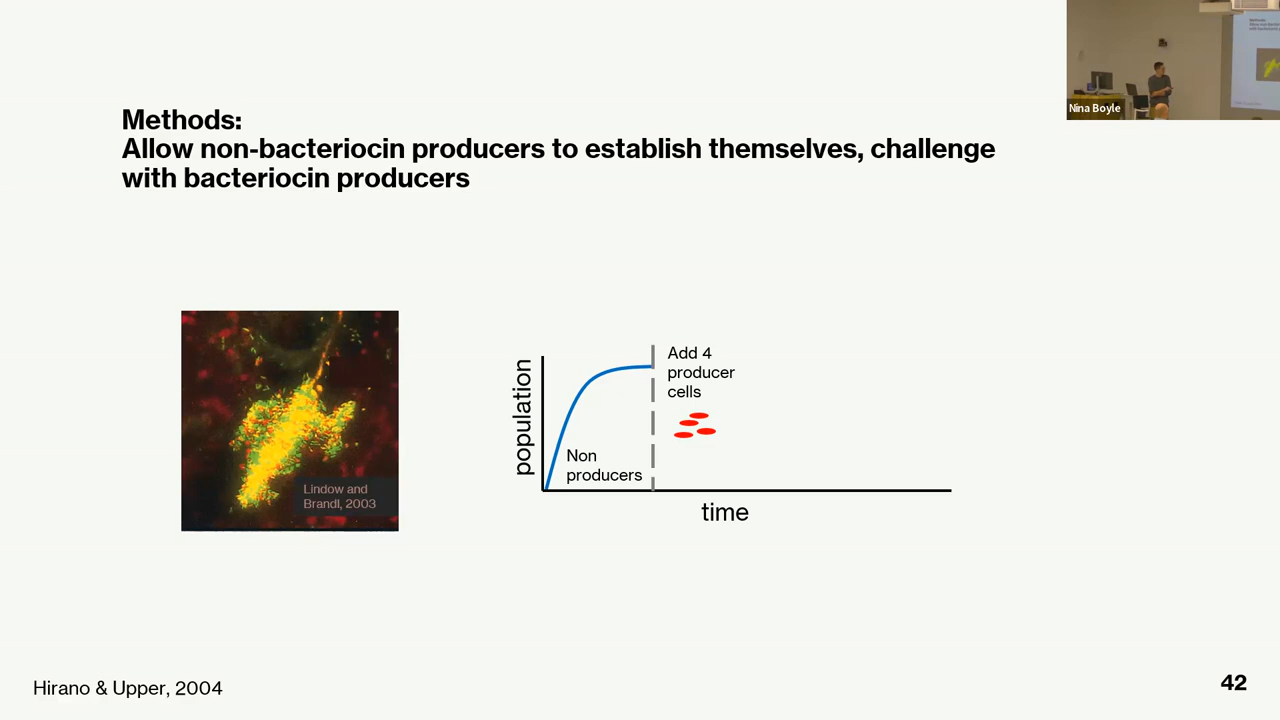 Methods:
Allow non-bacteriocin producers to establish themselves, challenge
with bacteriocin producers
Nina Boyle
Lindow and
Brandl, 2003
population
Add 4
producer
cells
Non
producers
time
Hirano & Upper, 2004
42